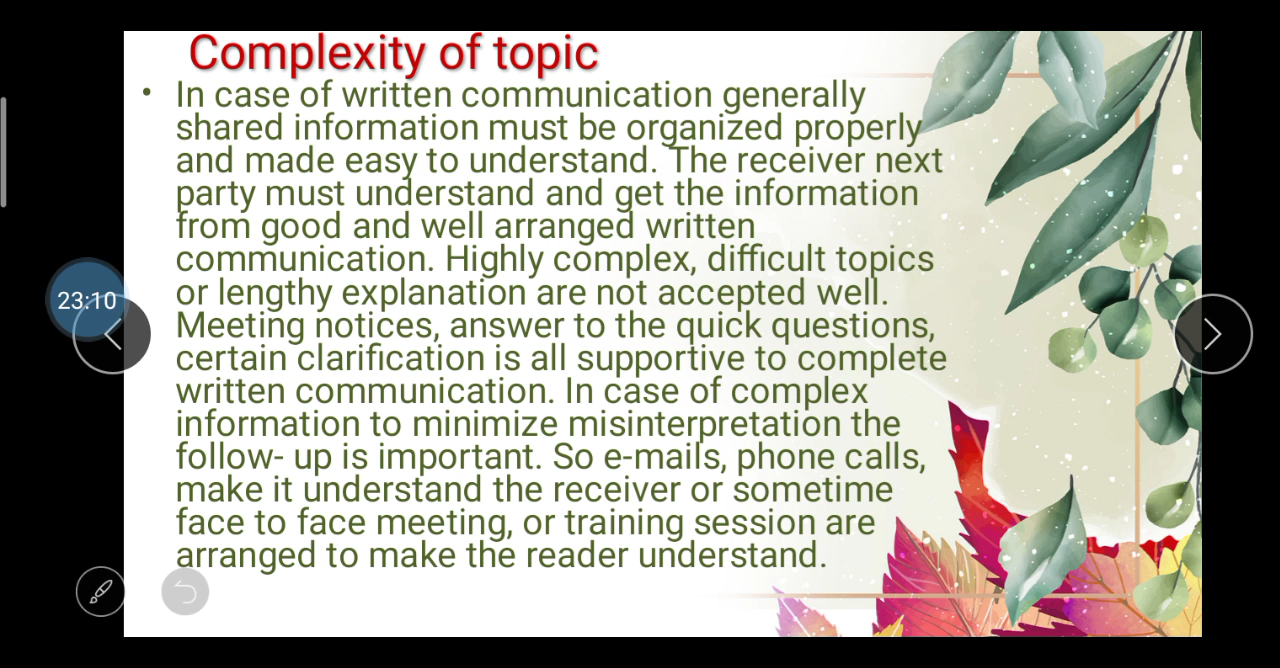 Complexity of topic
• In case of written communication generally
shared information must be organized properly
and made easy to understand. The receiver next
party must understand and get the information
from good and well arranged written
communication. Highly complex, difficult topics
or lengthy explanation are not accepted well.
Meeting notices, answer to the quick questions,
certain clarification is all supportive to complete
written communication. In case of complex
information to minimize misinterpretation the
follow- up is important. So e-mails, phone calls,
make it understand the receiver or sometime
face to face meeting, or training session are
arranged to make the reader understand.
23:10